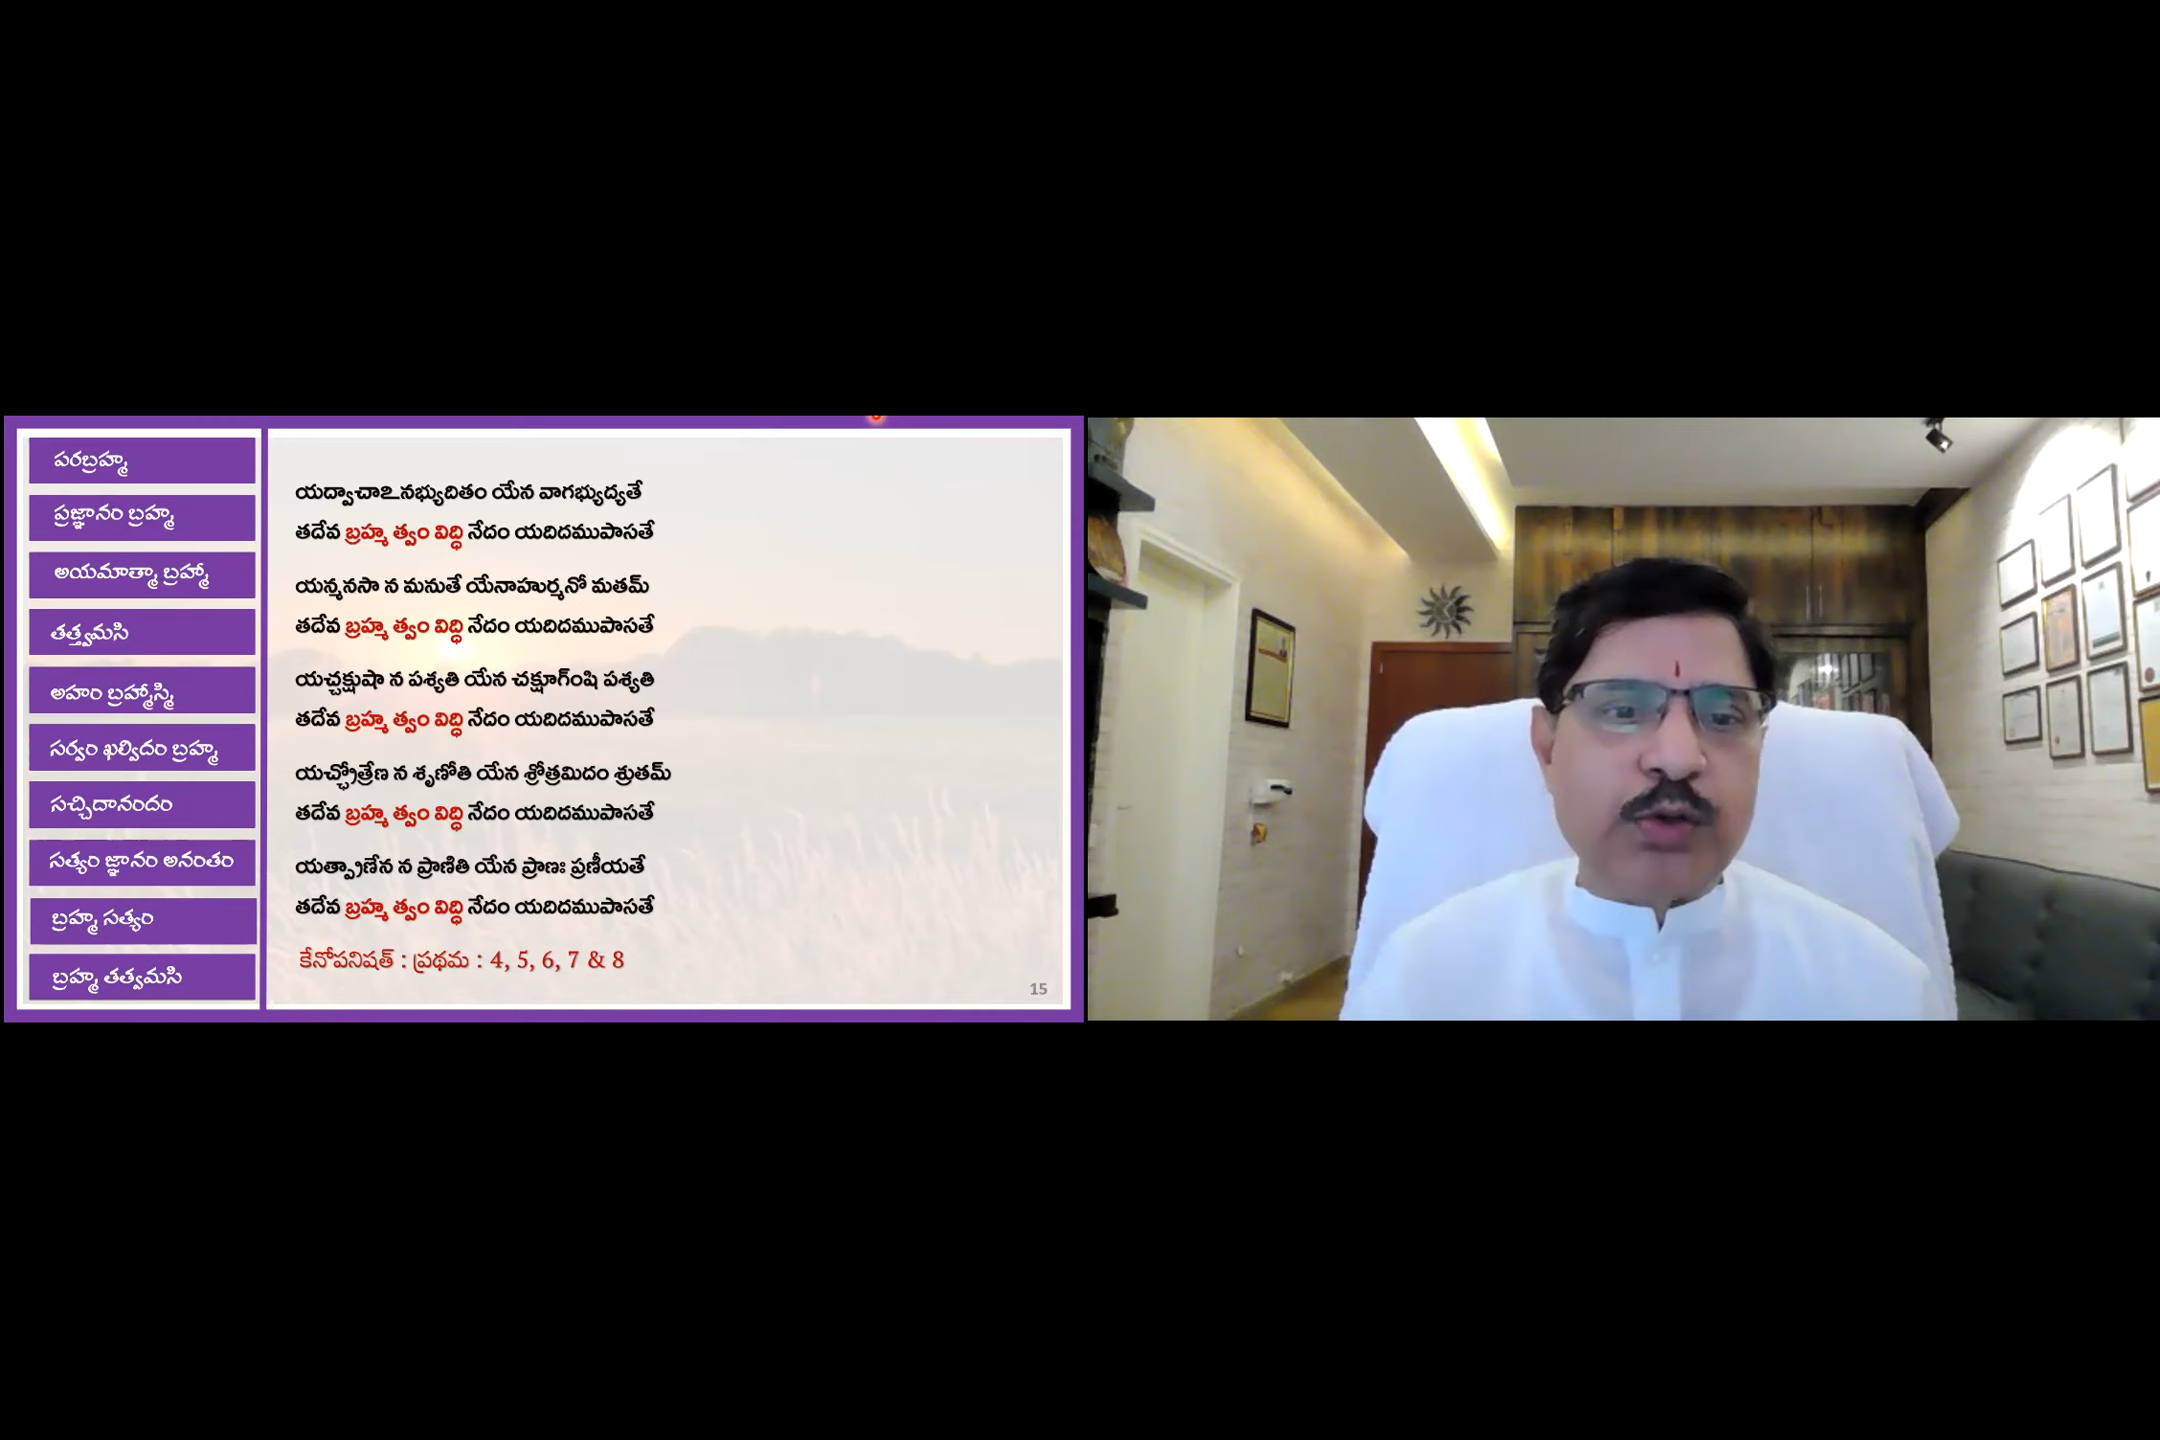 పరబ్రహ్మ
ప్రజ్ఞానం బ్రహ్మ
అయమాత్మా బ్రహ్మా
తత్త్వమసి
అహం బ్రహ్మాస్మి
సర్వం ఖల్విదం బ్రహ్మ
సచ్చిదానందం
సత్యం జ్ఞానం అనంతం
బ్రహ్మ సత్యం
బ్రహ్మ తత్వమసి
యద్వాచాఽనభ్యుదితం యేన వాగభ్యుద్యతే
తదేవ బ్రహ్మ త్వం విద్ధి నేదం యదిదముపాసతే
యన్మనసా న మనుతే యేనాహుర్మనో మతమ్
తదేవ బ్రహ్మ త్వం విద్ధి నేదం యదిదముపాసతే
యచ్చక్షుషా న పశ్యతి యేన చక్షూగ్ంషి పశ్యతి
తదేవ బ్రహ్మ త్వం విద్ధి నేదం యదిదముపాసతే
యచ్ఛ్రోత్రేణ న శృణోతి యేన శ్రోత్రమిదం శ్రుతమ్
తదేవ బ్రహ్మ త్వం విద్ధి నేదం యదిదముపాసతే
యత్ప్రాణేన న ప్రాణితి యేన ప్రాణః ప్రణీయతే
తదేవ బ్రహ్మ త్వం విద్ధి నేదం యదిదముపాసతే
కేనోపనిషత్ : ప్రథమ : 4, 5, 6, 7 & 8
15